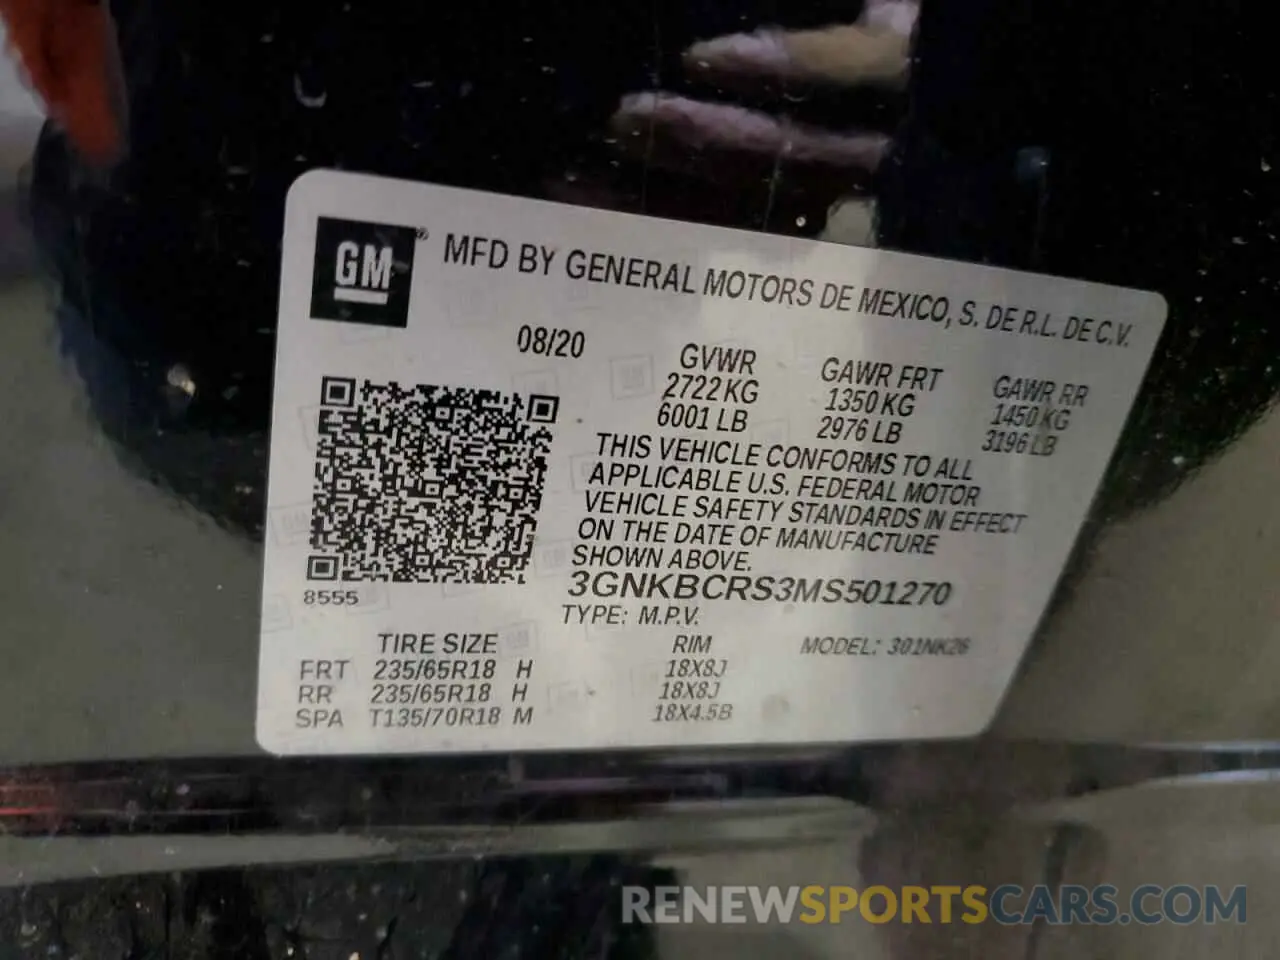 GM® MFD BY GENERAL MOTORS DE MEXICO, S. DE R.L. DE C.V.
08/20 GVWR GAWR FRT GAWR RR
2722 KG 1350 KG 1450 KG
6001 LB 2976 LB 3196 LB
THIS VEHICLE CONFORMS TO ALL
APPLICABLE U.S. FEDERAL MOTOR
VEHICLE SAFETY STANDARDS IN EFFECT
ON THE DATE OF MANUFACTURE
SHOWN ABOVE.
3GNKBCRS3MS501270
8555
TYPE: M.P.V.
TIRE SIZE RIM MODEL: 301NK26
FRT 235/65R18 H 18X8J
RR 235/65R18 H 18X8J
SPA T135/70R18 M 18X4.5B
RENEWSPORTSCARS.COM